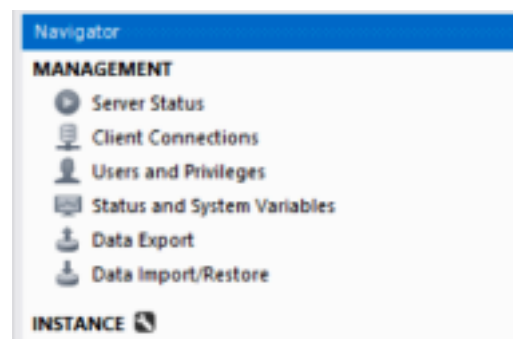 Navigator
MANAGEMENT
Server Status
Client Connections
Users and Privileges
Status and System Variables
Data Export
Data Import/Restore
INSTANCE